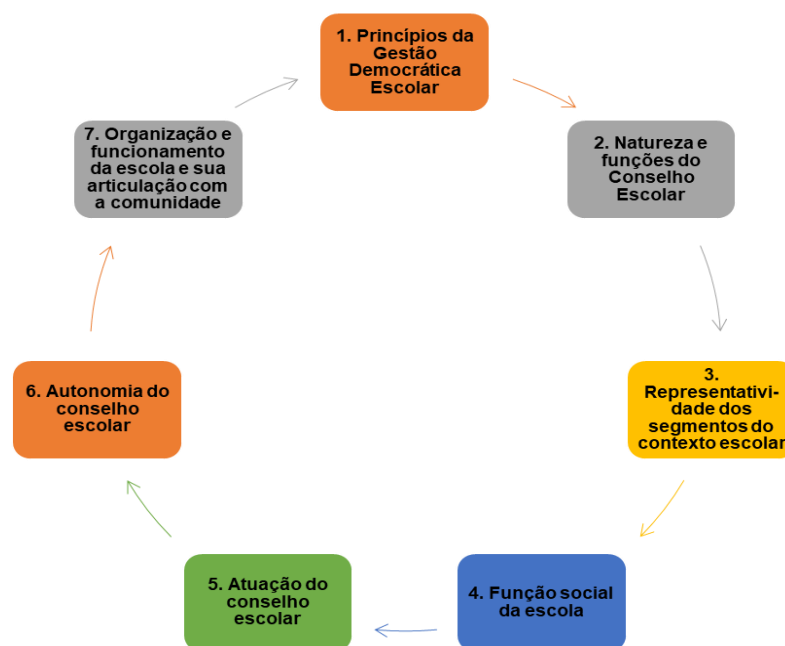 1. Princípios da
Gestão
Democrática
Escolar
2. Natureza e
funções do
Conselho
Escolar
3.
Representativi-
dade dos
segmentos do
contexto escolar
4. Função social
da escola
5. Atuação do
conselho
escolar
6. Autonomia do
conselho
escolar
7. Organização e
funcionamento
da escola e sua
articulação com
a comunidade